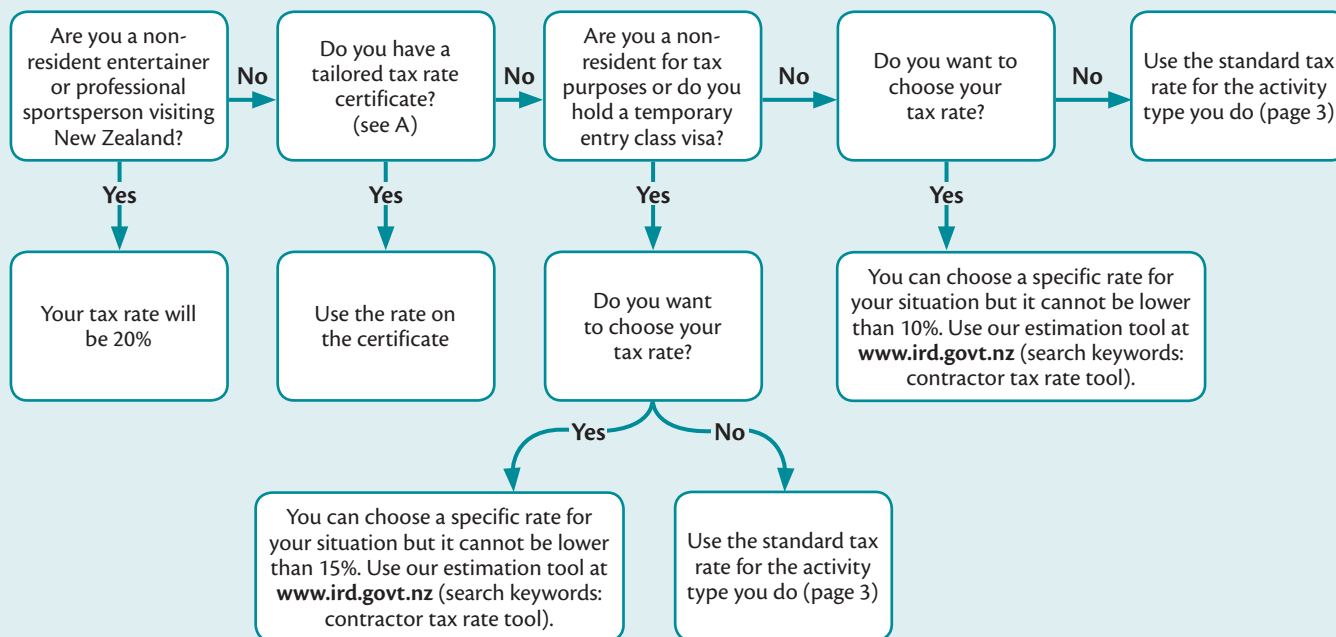 Are you a non-
resident entertainer
or professional
sportsperson visiting
New Zealand?
No
Do you have a
tailored tax rate
certificate?
(see A)
No
Are you a non-
resident for tax
purposes or do you
hold a temporary
entry class visa?
No
Do you want to
choose your
tax rate?
No
Use the standard tax
rate for the activity
type you do (page 3)
Yes
Yes
Yes
Yes
Your tax rate will
be 20%
Use the rate on
the certificate
Do you want
to choose your
tax rate?
You can choose a specific rate for
your situation but it cannot be lower
than 10%. Use our estimation tool at
www.ird.govt.nz (search keywords:
contractor tax rate tool).
Yes
No
You can choose a specific rate for
your situation but it cannot be lower
than 15%. Use our estimation tool at
www.ird.govt.nz (search keywords:
contractor tax rate tool).
Use the standard tax
rate for the activity
type you do (page 3)